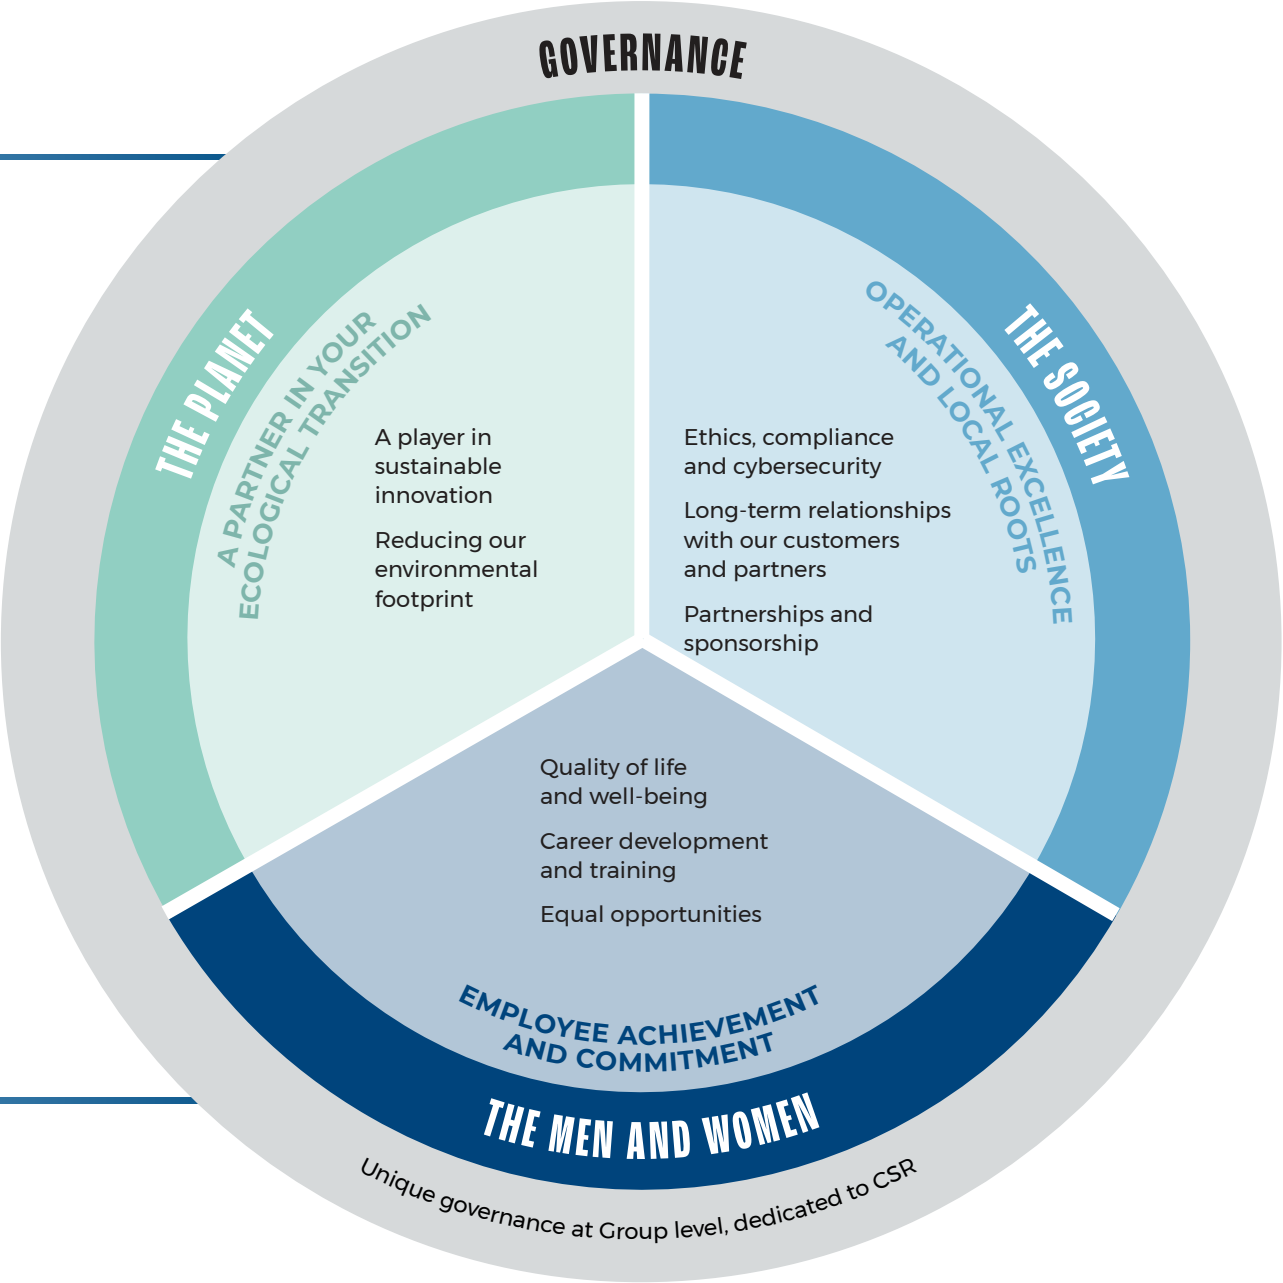 GOVERNANCE
THE PLANET
A PARTNER IN YOUR
ECOLOGICAL TRANSITION
A player in
sustainable
innovation
Reducing our
environmental
footprint
THE SOCIETY
OPERATIONAL EXCELLENCE
AND LOCAL ROOTS
Ethics, compliance
and cybersecurity
Long-term relationships
with our customers
and partners
Partnerships and
sponsorship
Quality of life
and well-being
Career development
and training
Equal opportunities
EMPLOYEE ACHIEVEMENT
AND COMMITMENT
THE MEN AND WOMEN
Unique governance at Group level, dedicated to CSR